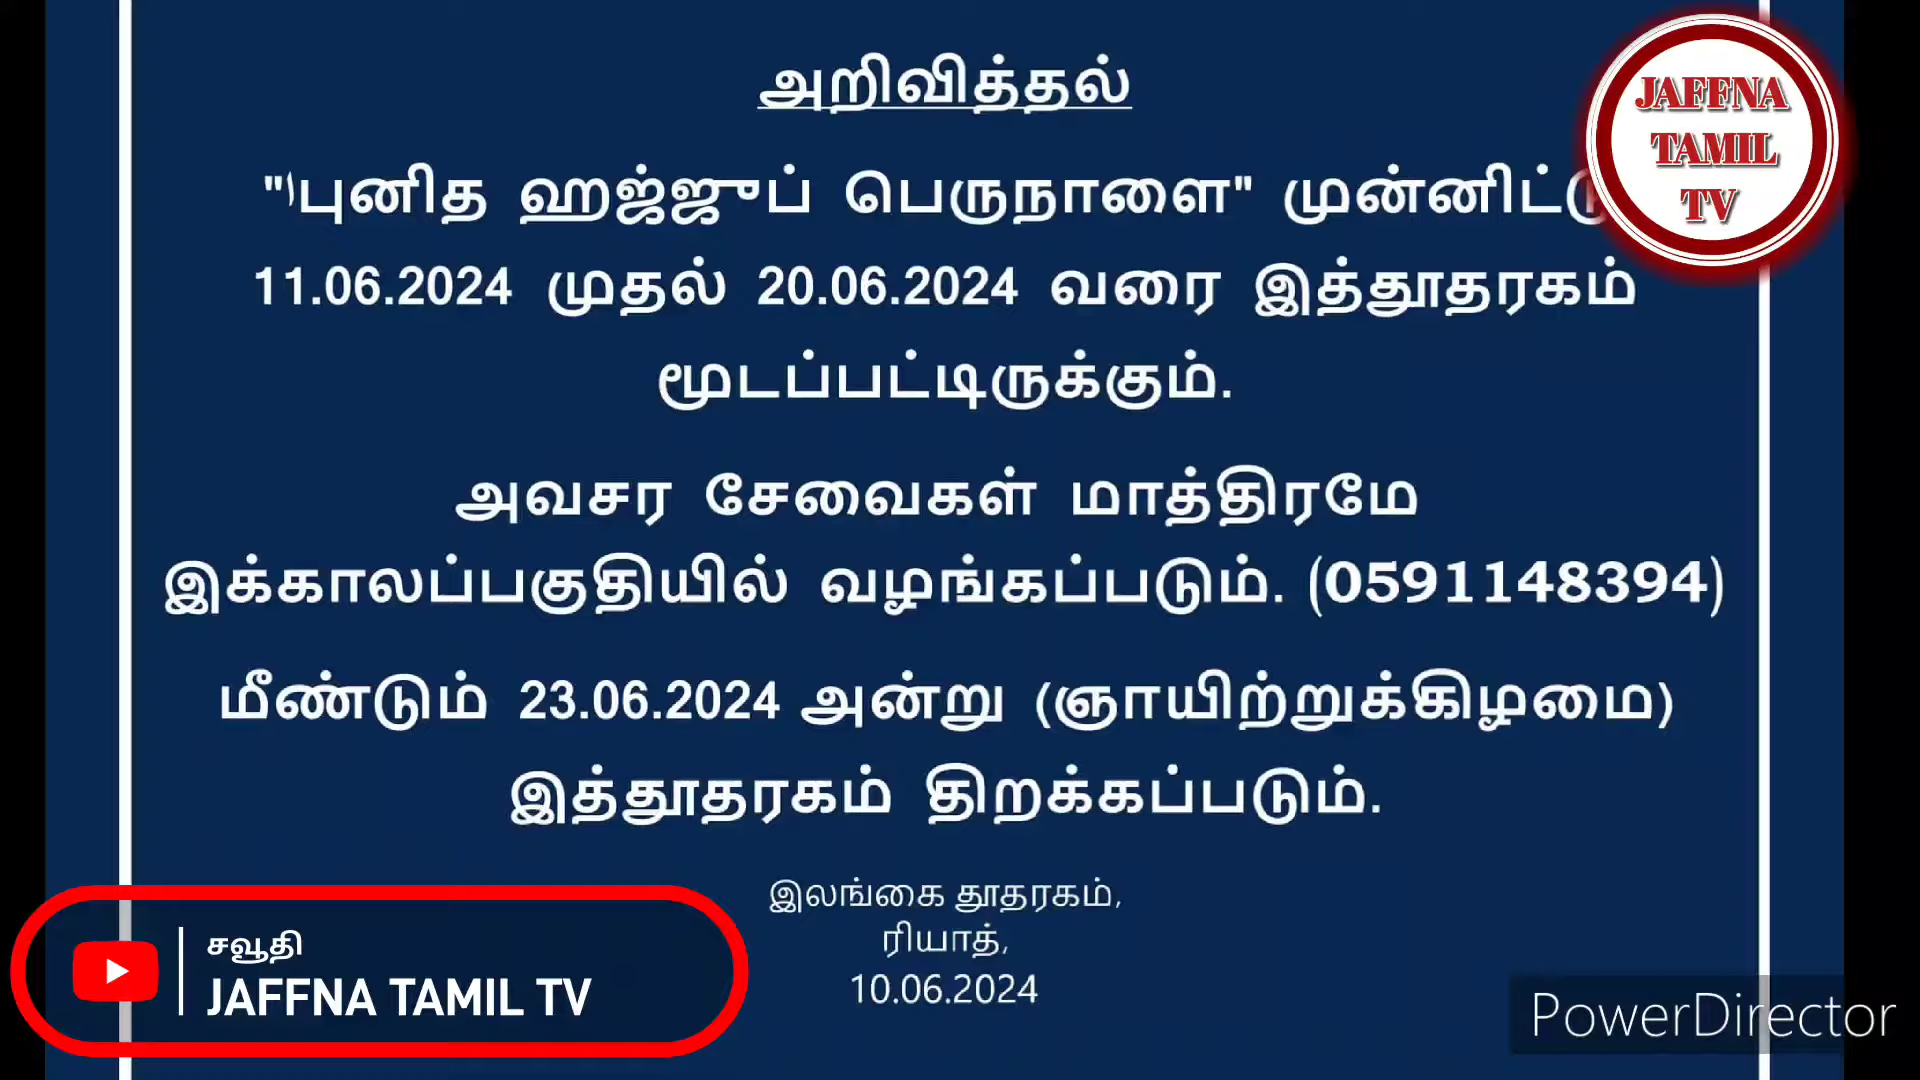 அறிவித்தல்
"புனித ஹஜ்ஜுப் பெருநாளை" முன்னிட்டு
11.06.2024 முதல் 20.06.2024 வரை இத்தூதரகம்
மூடப்பட்டிருக்கும்.
அவசர சேவைகள் மாத்திரமே
இக்காலப்பகுதியில் வழங்கப்படும். (0591148394)
மீண்டும் 23.06.2024 அன்று (ஞாயிற்றுக்கிழமை)
இத்தூதரகம் திறக்கப்படும்.
இலங்கை தூதரகம்,
ரியாத்,
10.06.2024
JAFFNA
TAMIL
TV
சவூதி
JAFFNA TAMIL TV
PowerDirector